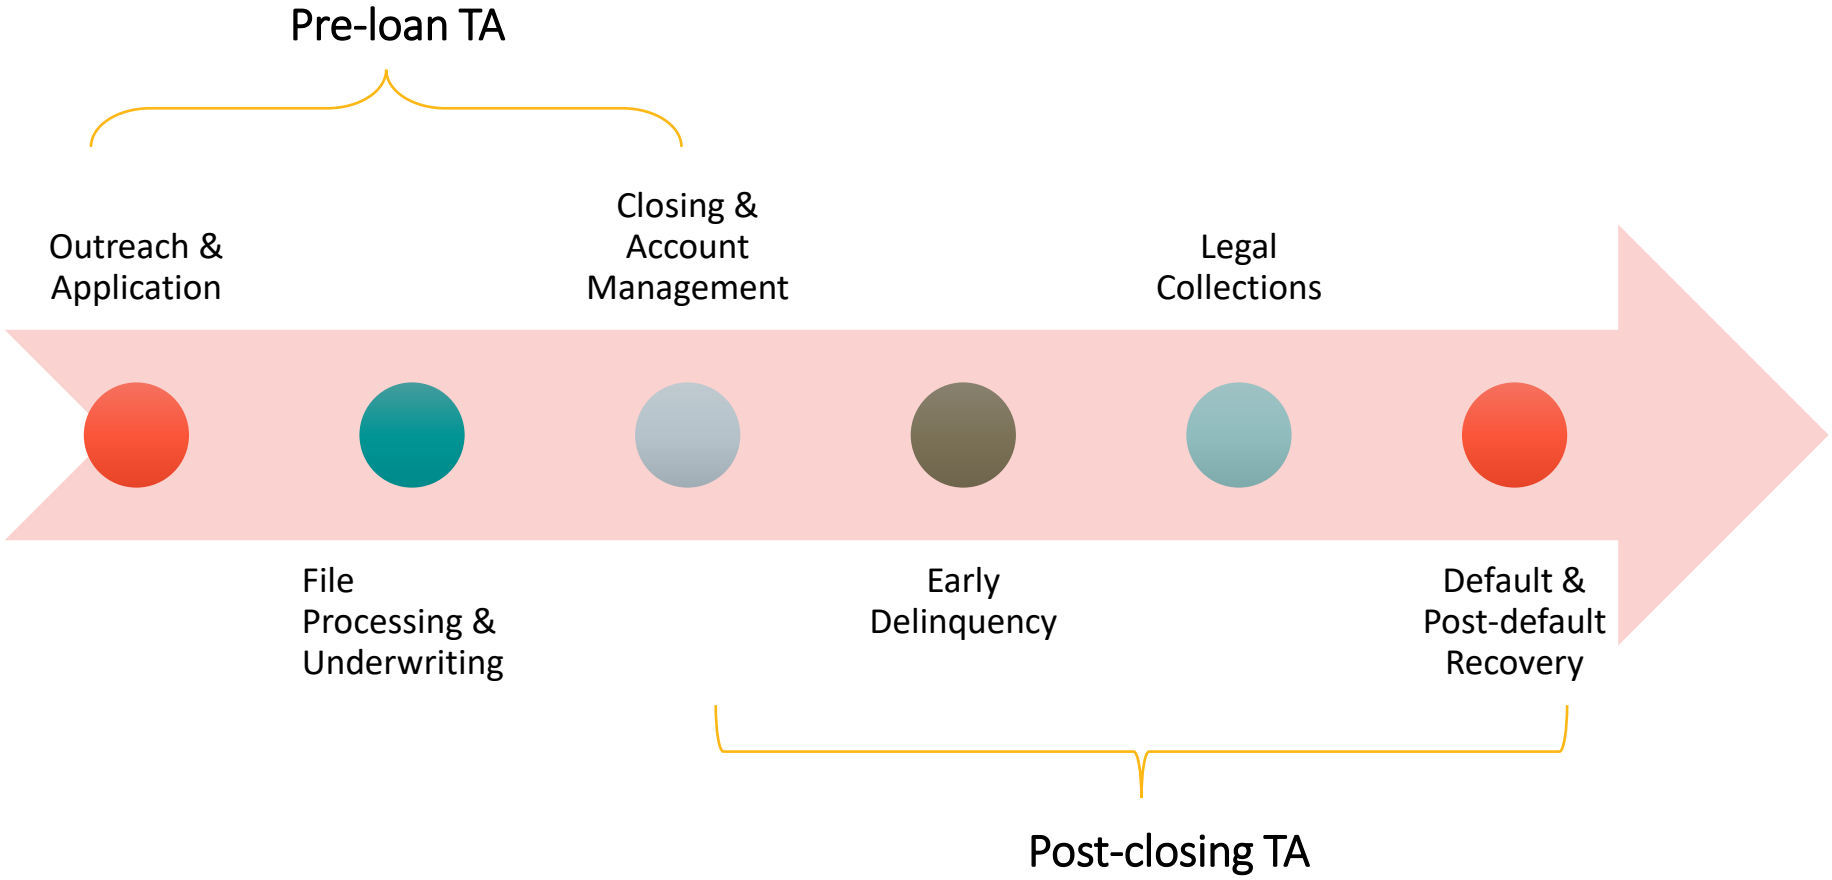 Pre-loan TA
Outreach &
Application
Closing &
Account
Management
Legal
Collections
File
Processing &
Underwriting
Early
Delinquency
Default &
Post-default
Recovery
Post-closing TA